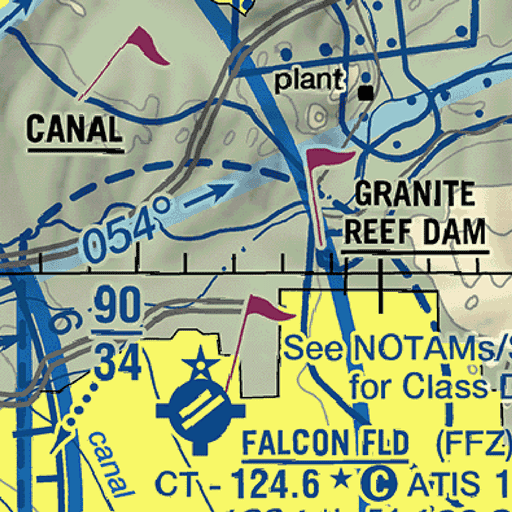 plant
CANAL
GRANITE
REEF DAM
054°
90
34
See NOTAMs/S
for Class D
FALCON FLD (FFZ)
canal
CT - 124.6 ★ C ATIS 1